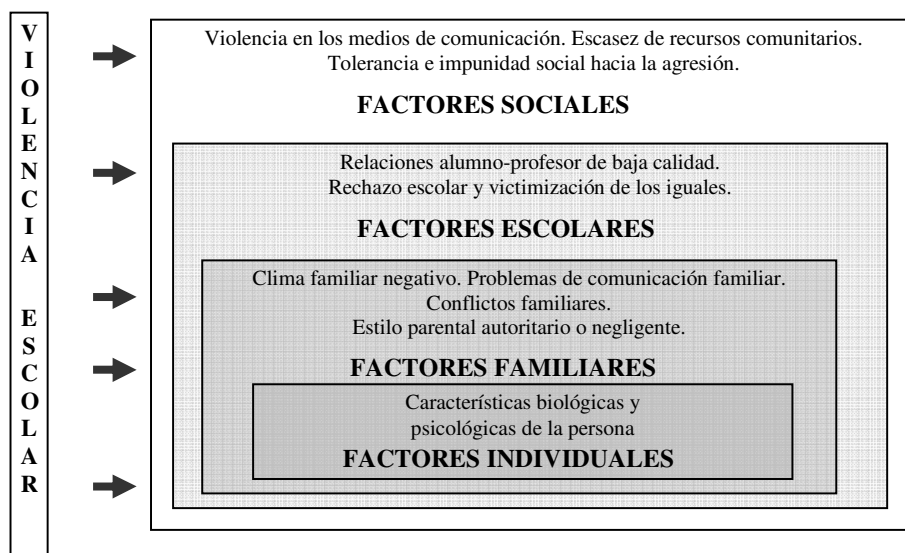 VIOLENCIA ESCOLAR
Violencia en los medios de comunicación. Escasez de recursos comunitarios.
Tolerancia e impunidad social hacia la agresión.
FACTORES SOCIALES
Relaciones alumno-profesor de baja calidad.
Rechazo escolar y victimización de los iguales.
FACTORES ESCOLARES
Clima familiar negativo. Problemas de comunicación familiar.
Conflictos familiares.
Estilo parental autoritario o negligente.
FACTORES FAMILIARES
Características biológicas y
psicológicas de la persona
FACTORES INDIVIDUALES